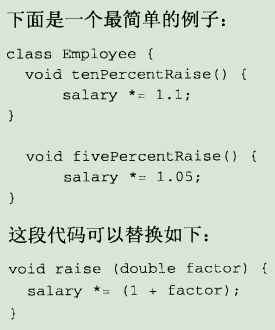 下面是一个最简单的例子：
class Employee {
  void tenPercentRaise() {
      salary *= 1.1;
}
  void fivePercentRaise() {
      salary *= 1.05;
}
这段代码可以替换如下：
void raise (double factor) {
  salary *= (1 + factor);
}